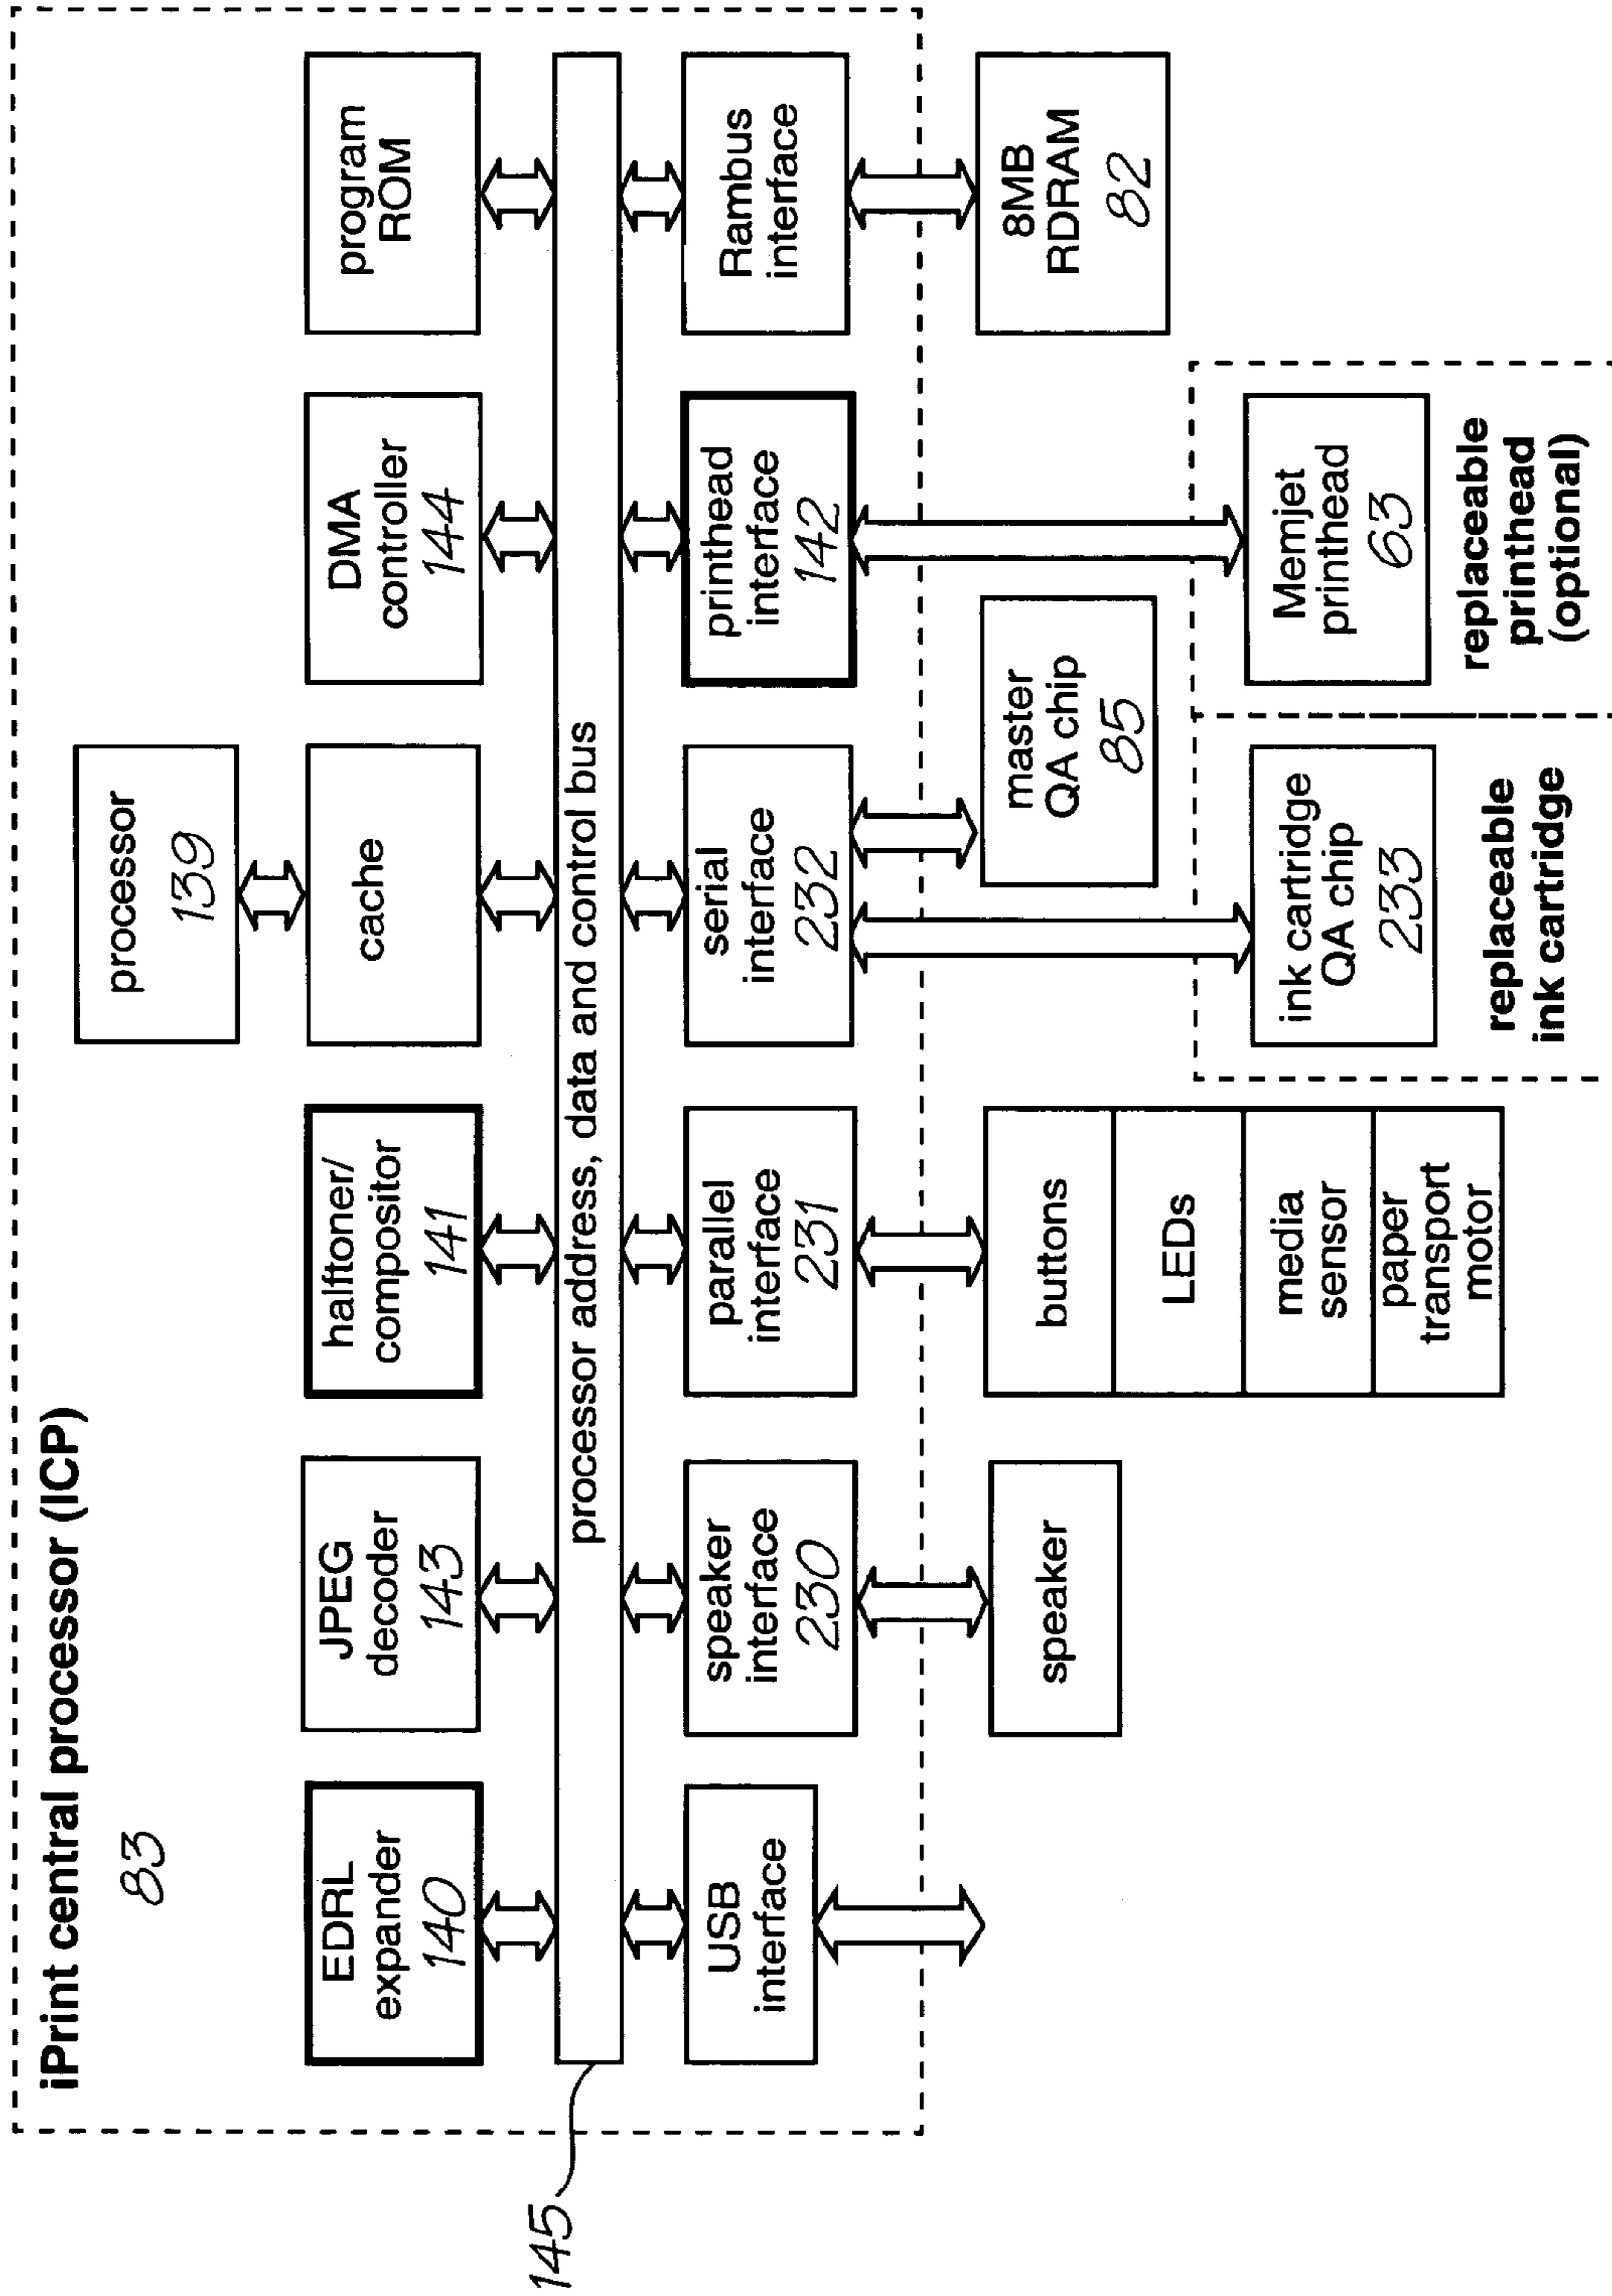 iPrint central processor (ICP)
83
processor
139
EDRL
expander
140
JPEG
decoder
143
halftoner/
compositor
141
cache
DMA
controller
144
program
ROM
145
processor address, data and control bus
USB
interface
speaker
interface
230
parallel
interface
231
serial
interface
232
printhead
interface
142
Rambus
interface
speaker
buttons
LEDs
media
sensor
paper
transport
motor
master
QA chip
85
8MB
RDRAM
82
ink cartridge
QA chip
233
replaceable
ink cartridge
Memjet
printhead
63
replaceable
printhead
(optional)